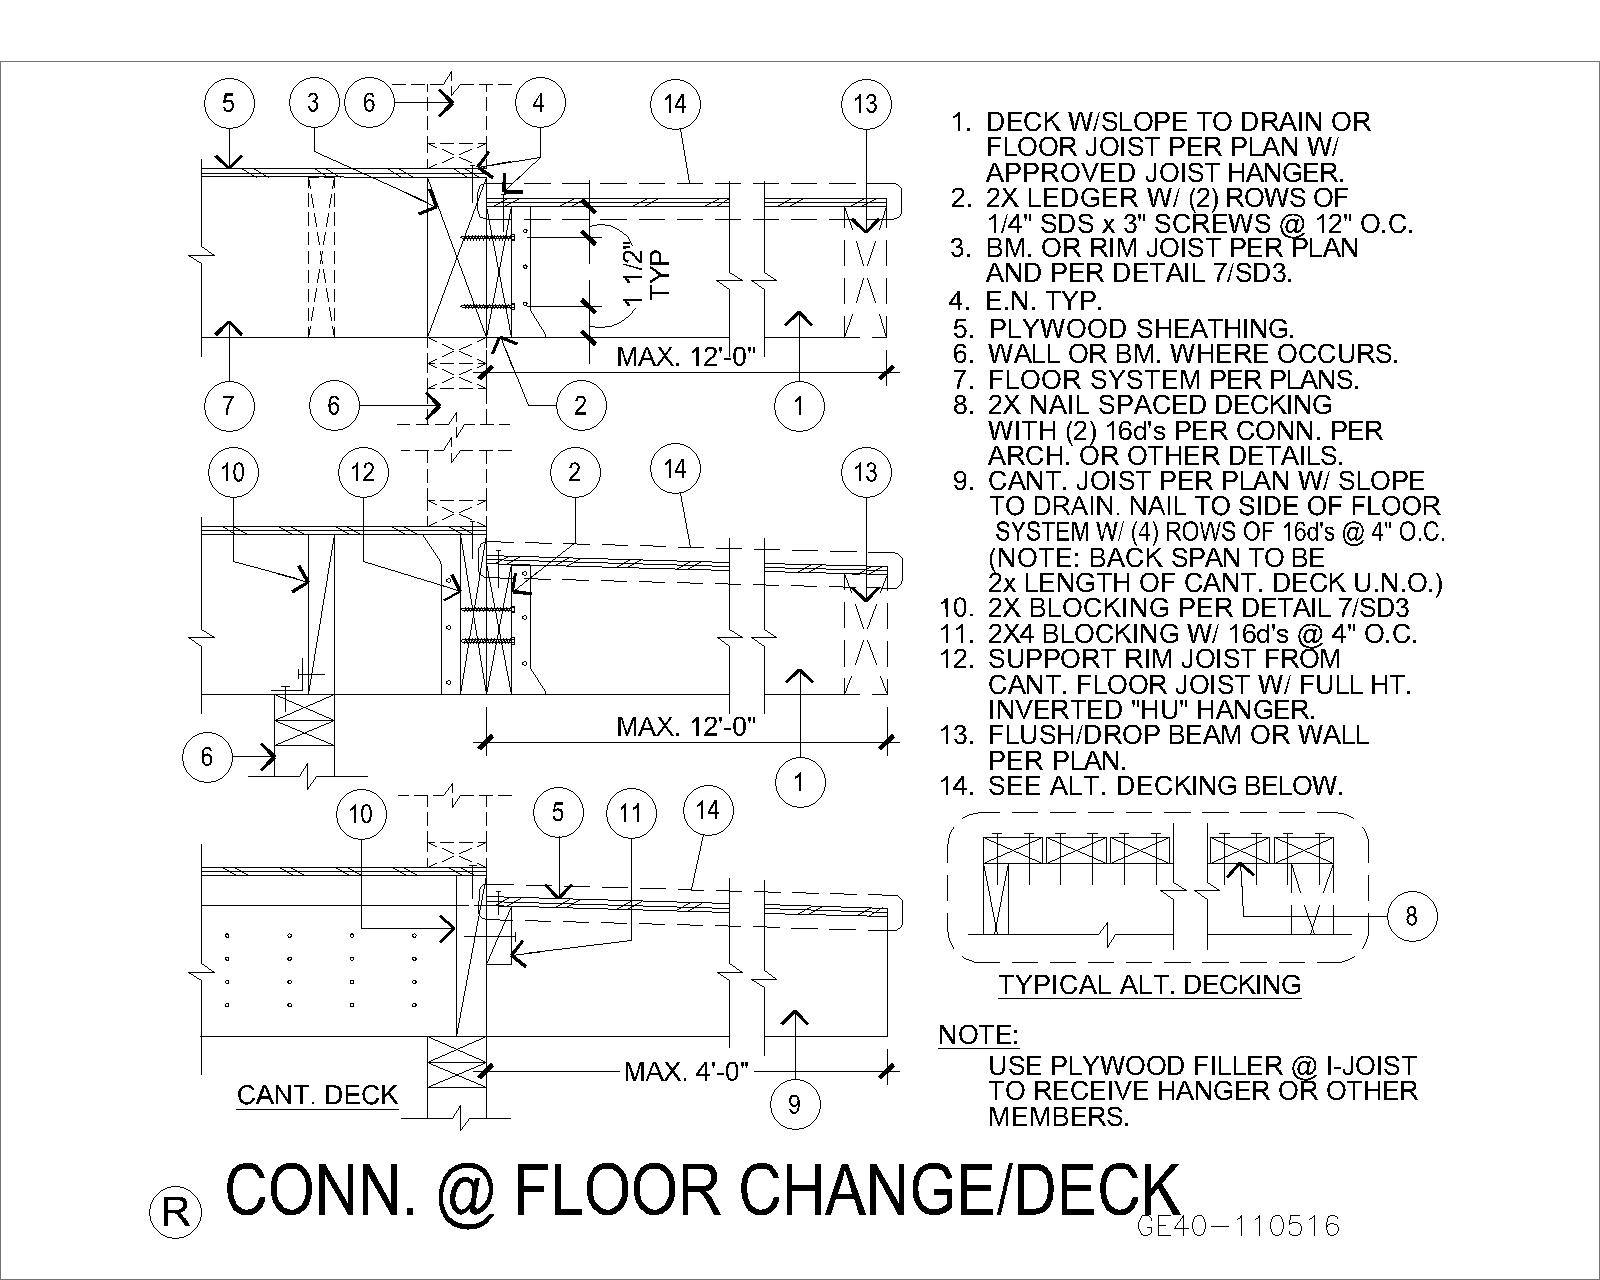 5 3 6 4 14 13
1 1/2"
TYP
MAX. 12'-0"
7 6 2 1
10 12 2 14 13
MAX. 12'-0"
6 1
10 5 11 14
MAX. 4'-0"
CANT. DECK
9
1. DECK W/SLOPE TO DRAIN OR
FLOOR JOIST PER PLAN W/
APPROVED JOIST HANGER.
2. 2X LEDGER W/ (2) ROWS OF
1/4" SDS x 3" SCREWS @ 12" O.C.
3. BM. OR RIM JOIST PER PLAN
AND PER DETAIL 7/SD3.
4. E.N. TYP.
5. PLYWOOD SHEATHING.
6. WALL OR BM. WHERE OCCURS.
7. FLOOR SYSTEM PER PLANS.
8. 2X NAIL SPACED DECKING
WITH (2) 16d's PER CONN. PER
ARCH. OR OTHER DETAILS.
9. CANT. JOIST PER PLAN W/ SLOPE
TO DRAIN. NAIL TO SIDE OF FLOOR
SYSTEM W/ (4) ROWS OF 16d's @ 4" O.C.
(NOTE: BACK SPAN TO BE
2x LENGTH OF CANT. DECK U.N.O.)
10. 2X BLOCKING PER DETAIL 7/SD3
11. 2X4 BLOCKING W/ 16d's @ 4" O.C.
12. SUPPORT RIM JOIST FROM
CANT. FLOOR JOIST W/ FULL HT.
INVERTED "HU" HANGER.
13. FLUSH/DROP BEAM OR WALL
PER PLAN.
14. SEE ALT. DECKING BELOW.
8
TYPICAL ALT. DECKING
NOTE:
USE PLYWOOD FILLER @ I-JOIST
TO RECEIVE HANGER OR OTHER
MEMBERS.
R CONN. @ FLOOR CHANGE/DECK
GE40-110516